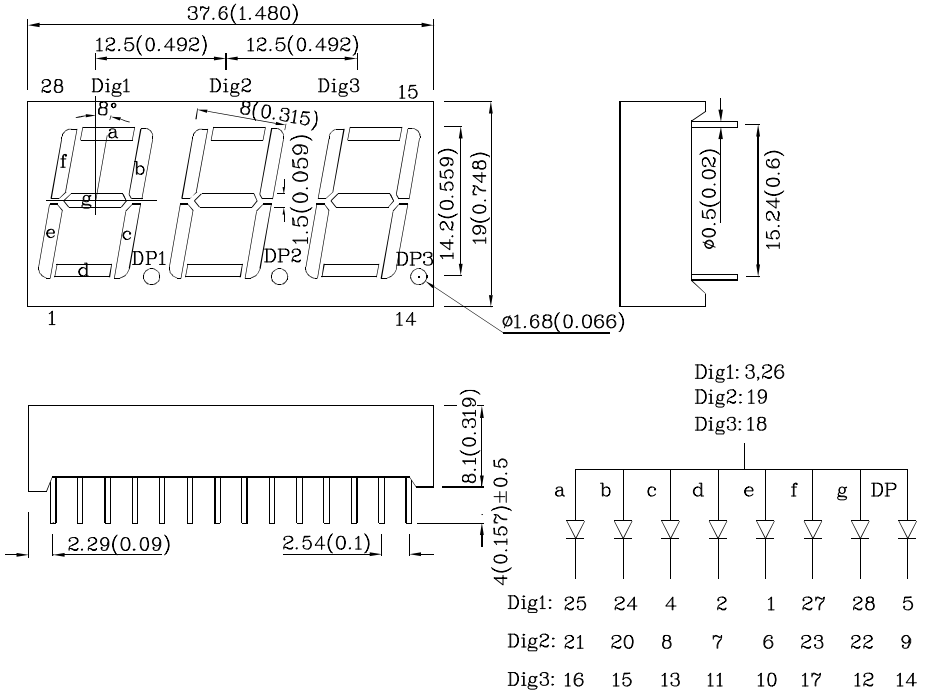 37.6(1.480)
12.5(0.492) 12.5(0.492)
28 Dig1 Dig2 Dig3 15
8° 8(0.315)
a
f b
g
e c
d
DP1 DP2 DP3
1.5(0.059)
14.2(0.559)
19(0.748)
ø0.5(0.02)
15.24(0.6)
1 14
ø1.68(0.066)
8.1(0.319)
4(0.157)±0.5
2.29(0.09) 2.54(0.1)
Dig1: 3,26
Dig2: 19
Dig3: 18
a b c d e f g DP
Dig1: 25 24 4 2 1 27 28 5
Dig2: 21 20 8 7 6 23 22 9
Dig3: 16 15 13 11 10 17 12 14